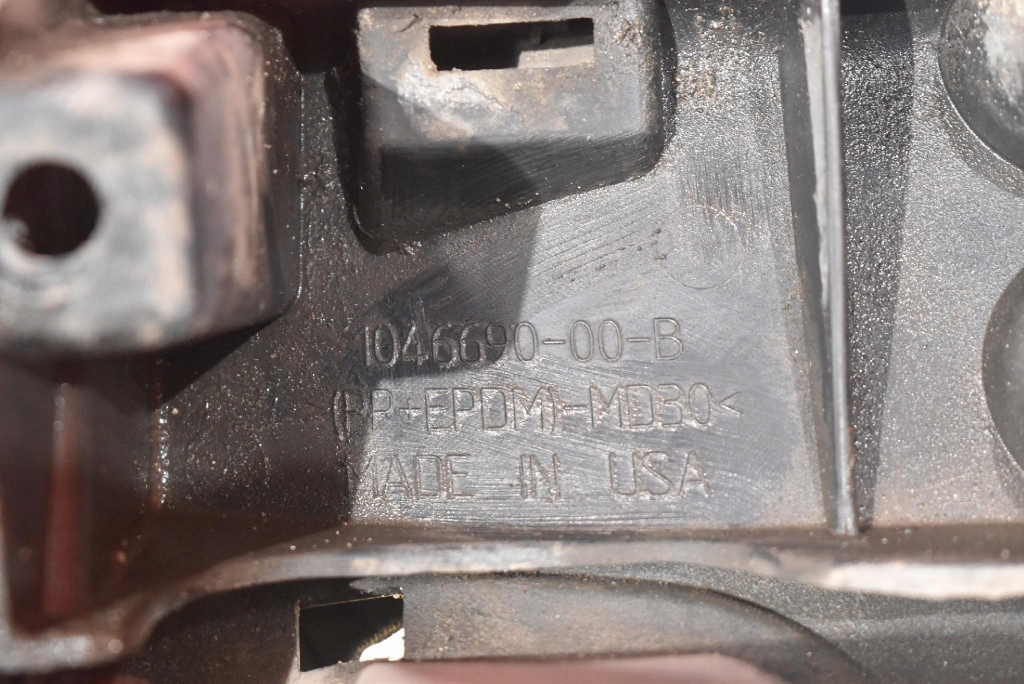 1046690-00-B
>(PP+EPDM)-MD30<
MADE IN USA